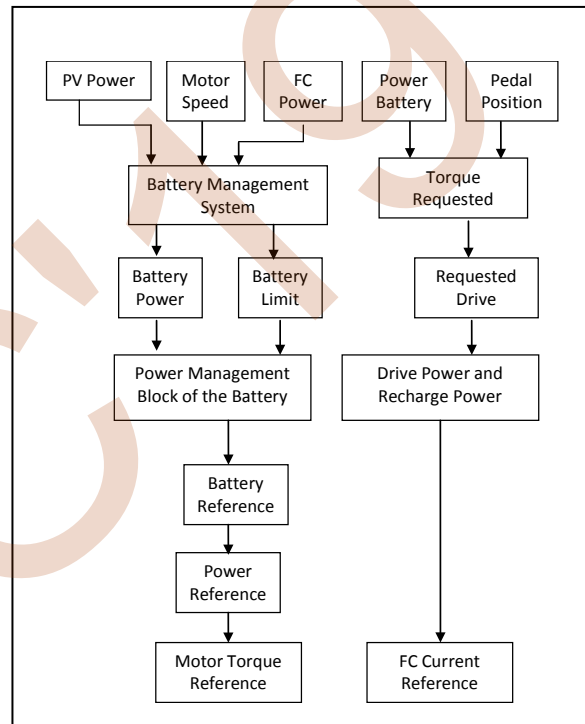 PV Power
Motor
Speed
FC
Power
Power
Battery
Pedal
Position
Battery Management
System
Torque
Requested
Battery
Power
Battery
Limit
Requested
Drive
Power Management
Block of the Battery
Drive Power and
Recharge Power
Battery
Reference
Power
Reference
Motor Torque
Reference
FC Current
Reference
C'19